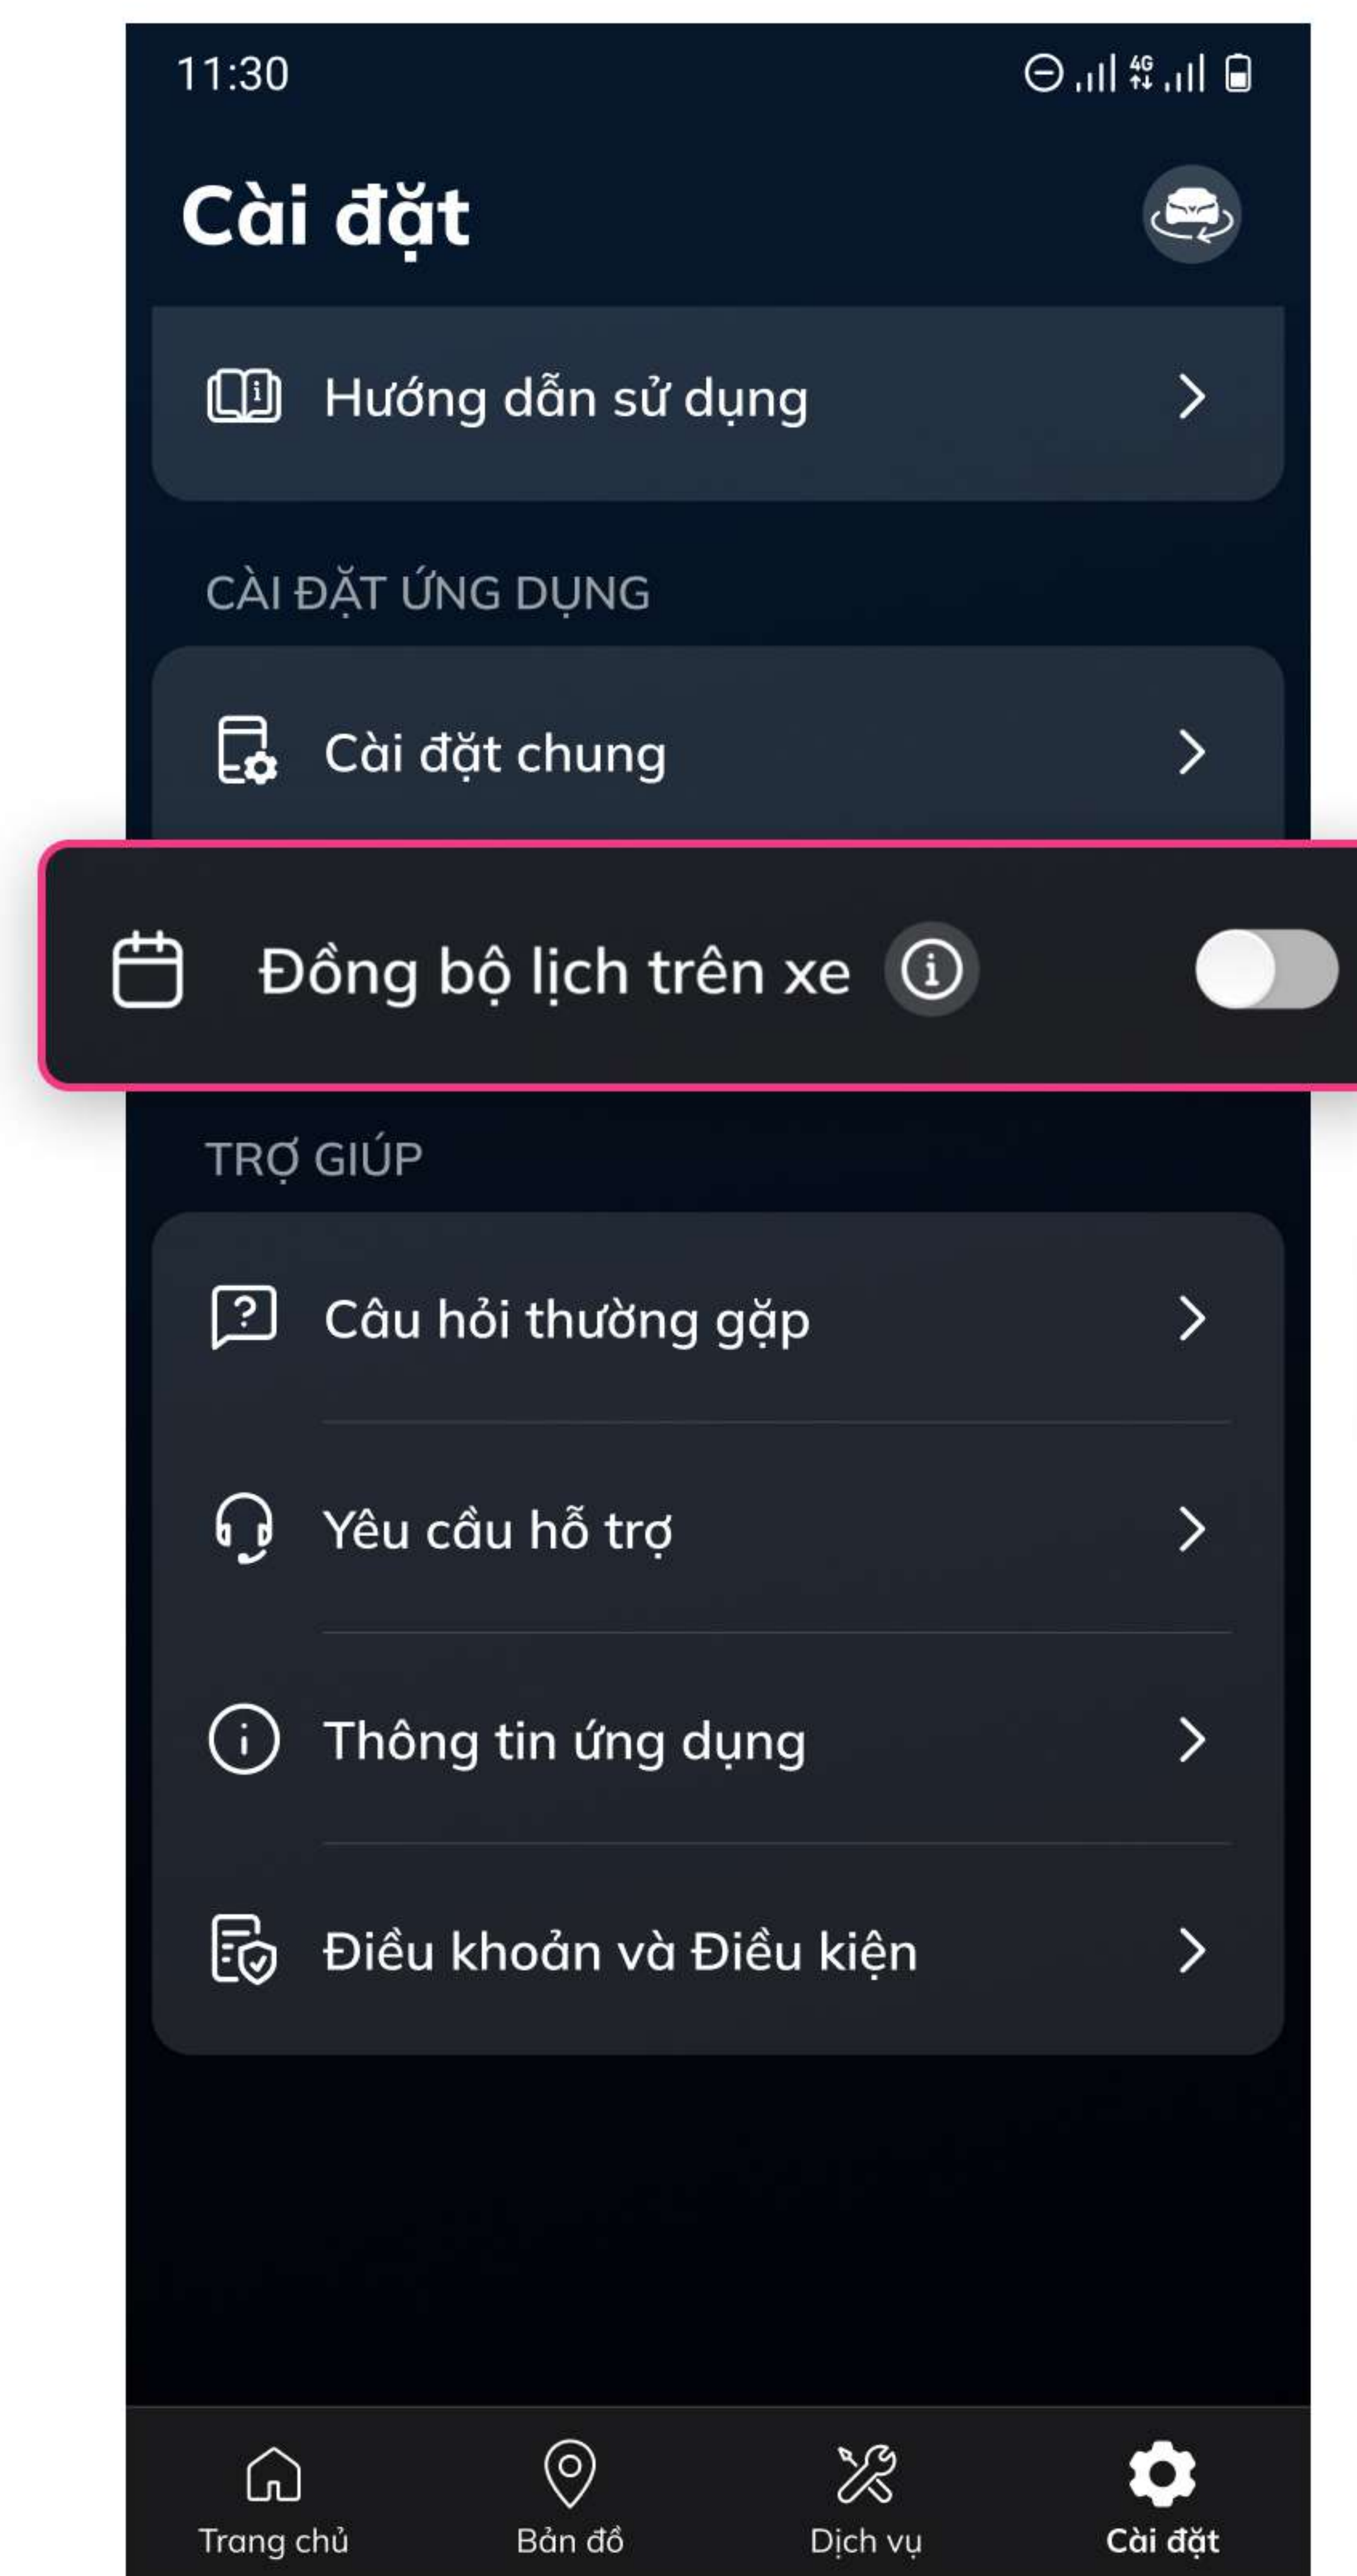 11:30
4G
Cài đặt
Hướng dẫn sử dụng
CÀI ĐẶT ỨNG DỤNG
Cài đặt chung
Đồng bộ lịch trên xe
TRỢ GIÚP
Câu hỏi thường gặp
Yêu cầu hỗ trợ
Thông tin ứng dụng
Điều khoản và Điều kiện
Trang chủ
Bản đồ
Dịch vụ
Cài đặt